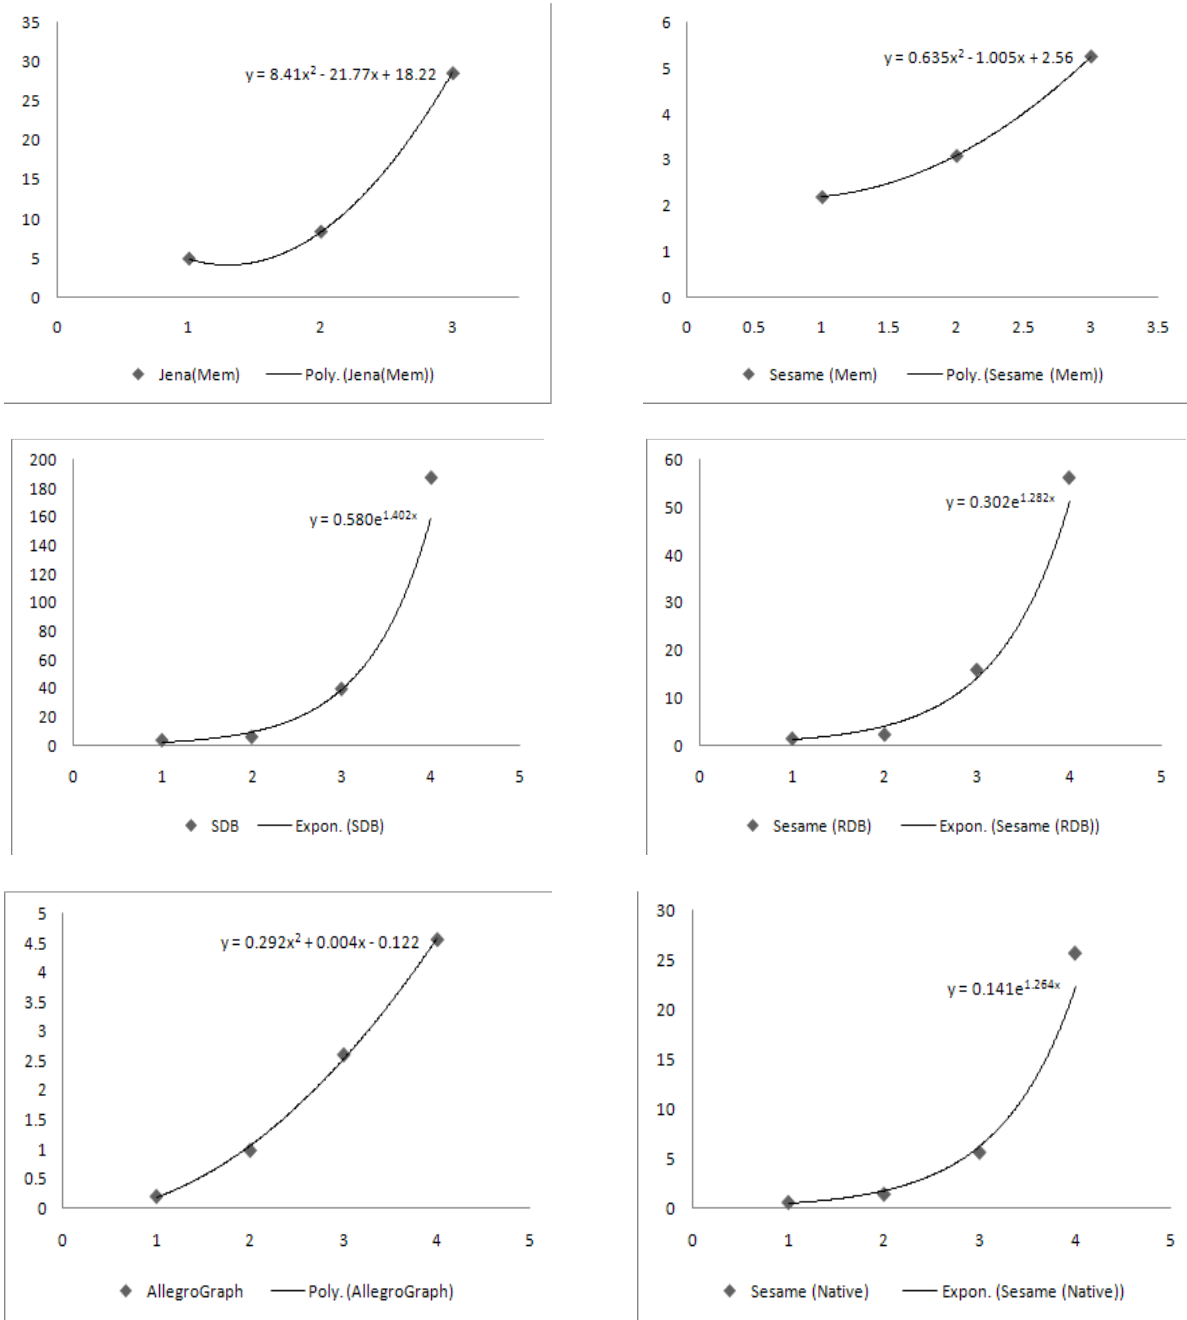 35
30
25
20
15
10
5
0
y = 8.41x² - 21.77x + 18.22
0 1 2 3
Jena(Mem) Poly. (Jena(Mem))
6
5
4
3
2
1
0
y = 0.635x² - 1.005x + 2.56
0 0.5 1 1.5 2 2.5 3 3.5
Sesame (Mem) Poly. (Sesame (Mem))
200
180
160
140
120
100
80
60
40
20
0
y = 0.580e^1.402x
0 1 2 3 4 5
SDB Expon. (SDB)
60
50
40
30
20
10
0
y = 0.302e^1.282x
0 1 2 3 4 5
Sesame (RDB) Expon. (Sesame (RDB))
5
4.5
4
3.5
3
2.5
2
1.5
1
0.5
0
y = 0.292x² + 0.004x - 0.122
0 1 2 3 4 5
AllegroGraph Poly. (AllegroGraph)
30
25
20
15
10
5
0
y = 0.141e^1.264x
0 1 2 3 4 5
Sesame (Native) Expon. (Sesame (Native))